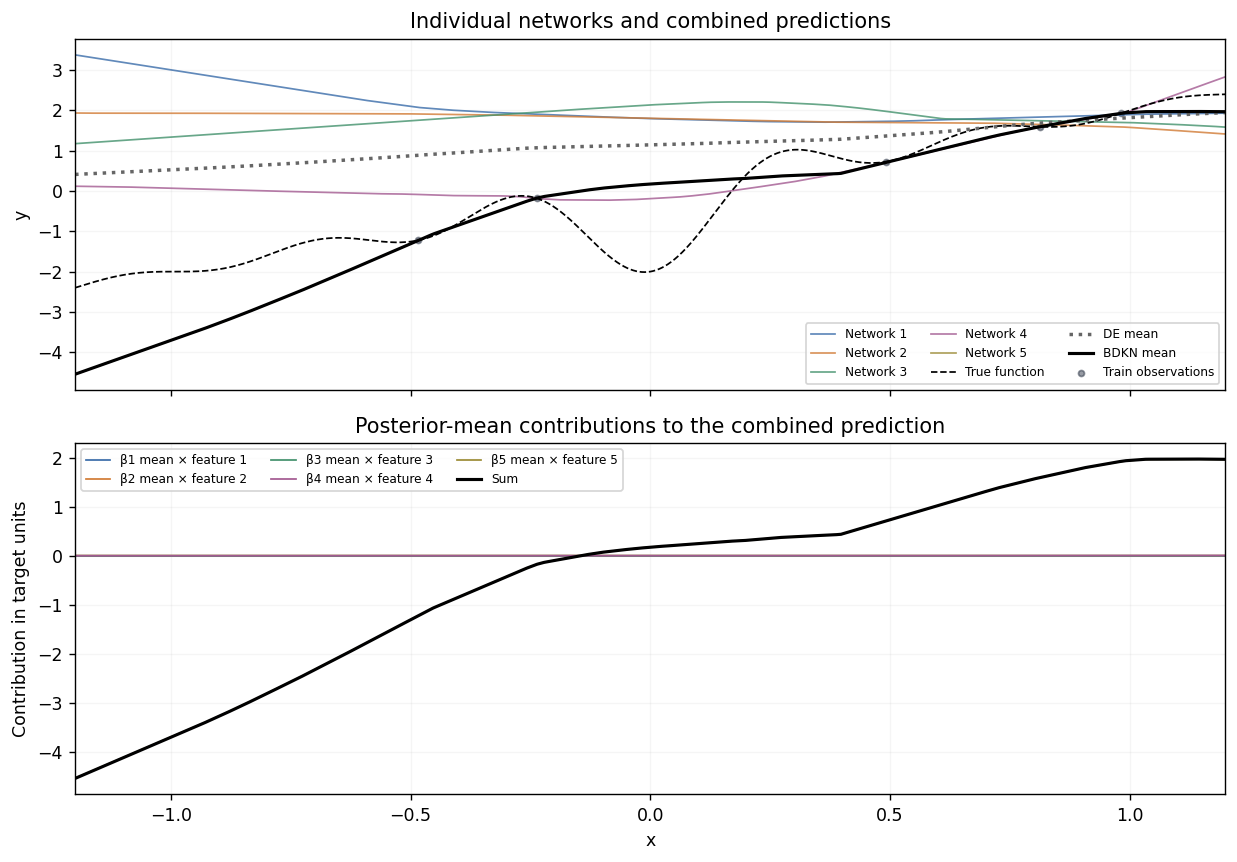 Individual networks and combined predictions
3
2
1
0
−1
−2
−3
−4
y
Network 1
Network 2
Network 3
Network 4
Network 5
True function
DE mean
BDKN mean
Train observations
Posterior-mean contributions to the combined prediction
β1 mean × feature 1
β2 mean × feature 2
β3 mean × feature 3
β4 mean × feature 4
β5 mean × feature 5
Sum
2
1
0
−1
−2
−3
−4
Contribution in target units
−1.0
−0.5
0.0
0.5
1.0
x